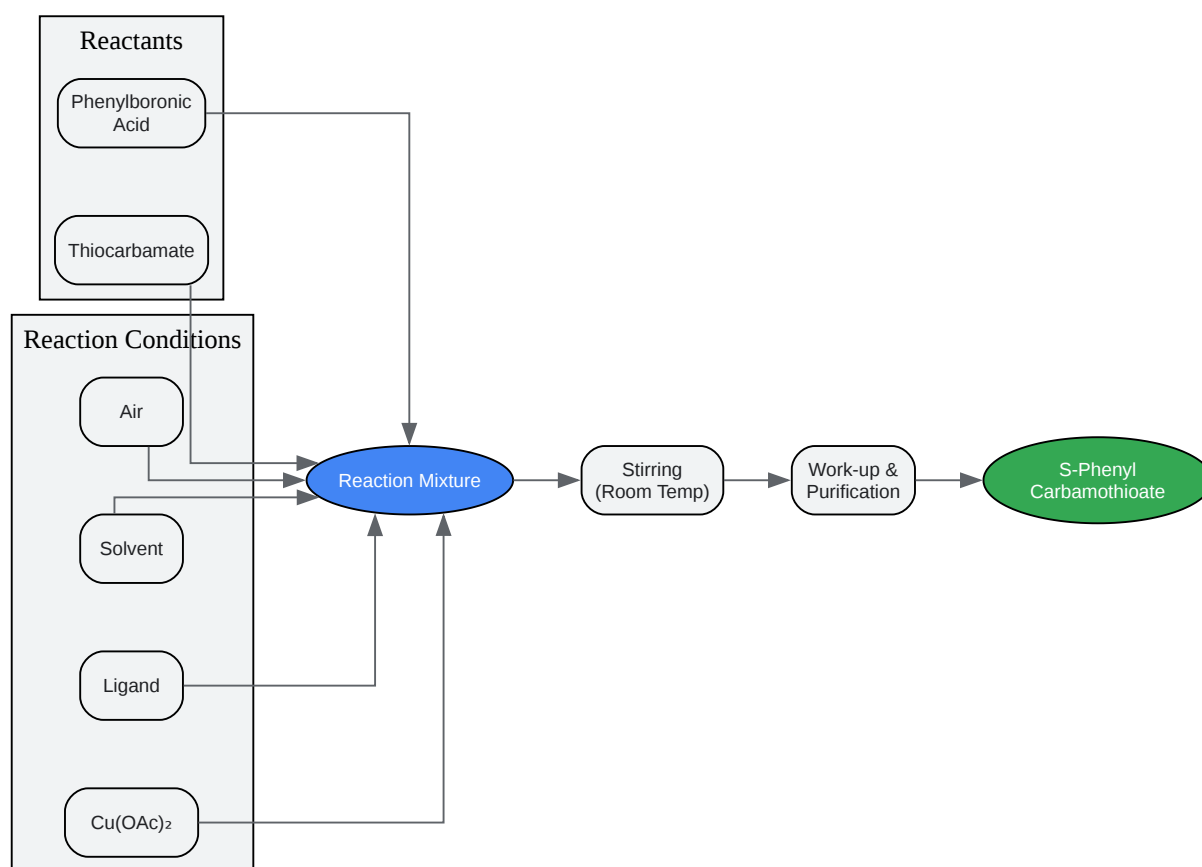 Reactants
Phenylboronic
Acid
Thiocarbamate
Reaction Conditions
Air
Solvent
Ligand
Cu(OAc)₂
Reaction Mixture
Stirring
(Room Temp)
Work-up &
Purification
S-Phenyl
Carbamothioate